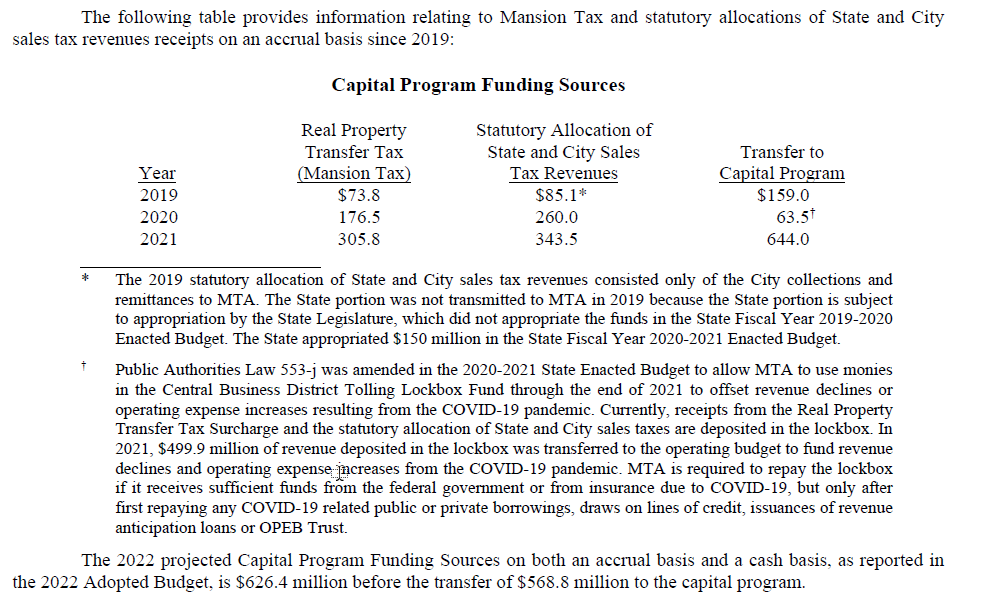 The following table provides information relating to Mansion Tax and statutory allocations of State and City
sales tax revenues receipts on an accrual basis since 2019:
Capital Program Funding Sources
Real Property Statutory Allocation of
Transfer Tax State and City Sales Transfer to
Year (Mansion Tax) Tax Revenues Capital Program
2019 $73.8 $85.1* $159.0
2020 176.5 260.0 63.5†
2021 305.8 343.5 644.0
* The 2019 statutory allocation of State and City sales tax revenues consisted only of the City collections and
remittances to MTA. The State portion was not transmitted to MTA in 2019 because the State portion is subject
to appropriation by the State Legislature, which did not appropriate the funds in the State Fiscal Year 2019-2020
Enacted Budget. The State appropriated $150 million in the State Fiscal Year 2020-2021 Enacted Budget.
† Public Authorities Law 553-j was amended in the 2020-2021 State Enacted Budget to allow MTA to use monies
in the Central Business District Tolling Lockbox Fund through the end of 2021 to offset revenue declines or
operating expense increases resulting from the COVID-19 pandemic. Currently, receipts from the Real Property
Transfer Tax Surcharge and the statutory allocation of State and City sales taxes are deposited in the lockbox. In
2021, $499.9 million of revenue deposited in the lockbox was transferred to the operating budget to fund revenue
declines and operating expense increases from the COVID-19 pandemic. MTA is required to repay the lockbox
if it receives sufficient funds from the federal government or from insurance due to COVID-19, but only after
first repaying any COVID-19 related public or private borrowings, draws on lines of credit, issuances of revenue
anticipation loans or OPEB Trust.
The 2022 projected Capital Program Funding Sources on both an accrual basis and a cash basis, as reported in
the 2022 Adopted Budget, is $626.4 million before the transfer of $568.8 million to the capital program.